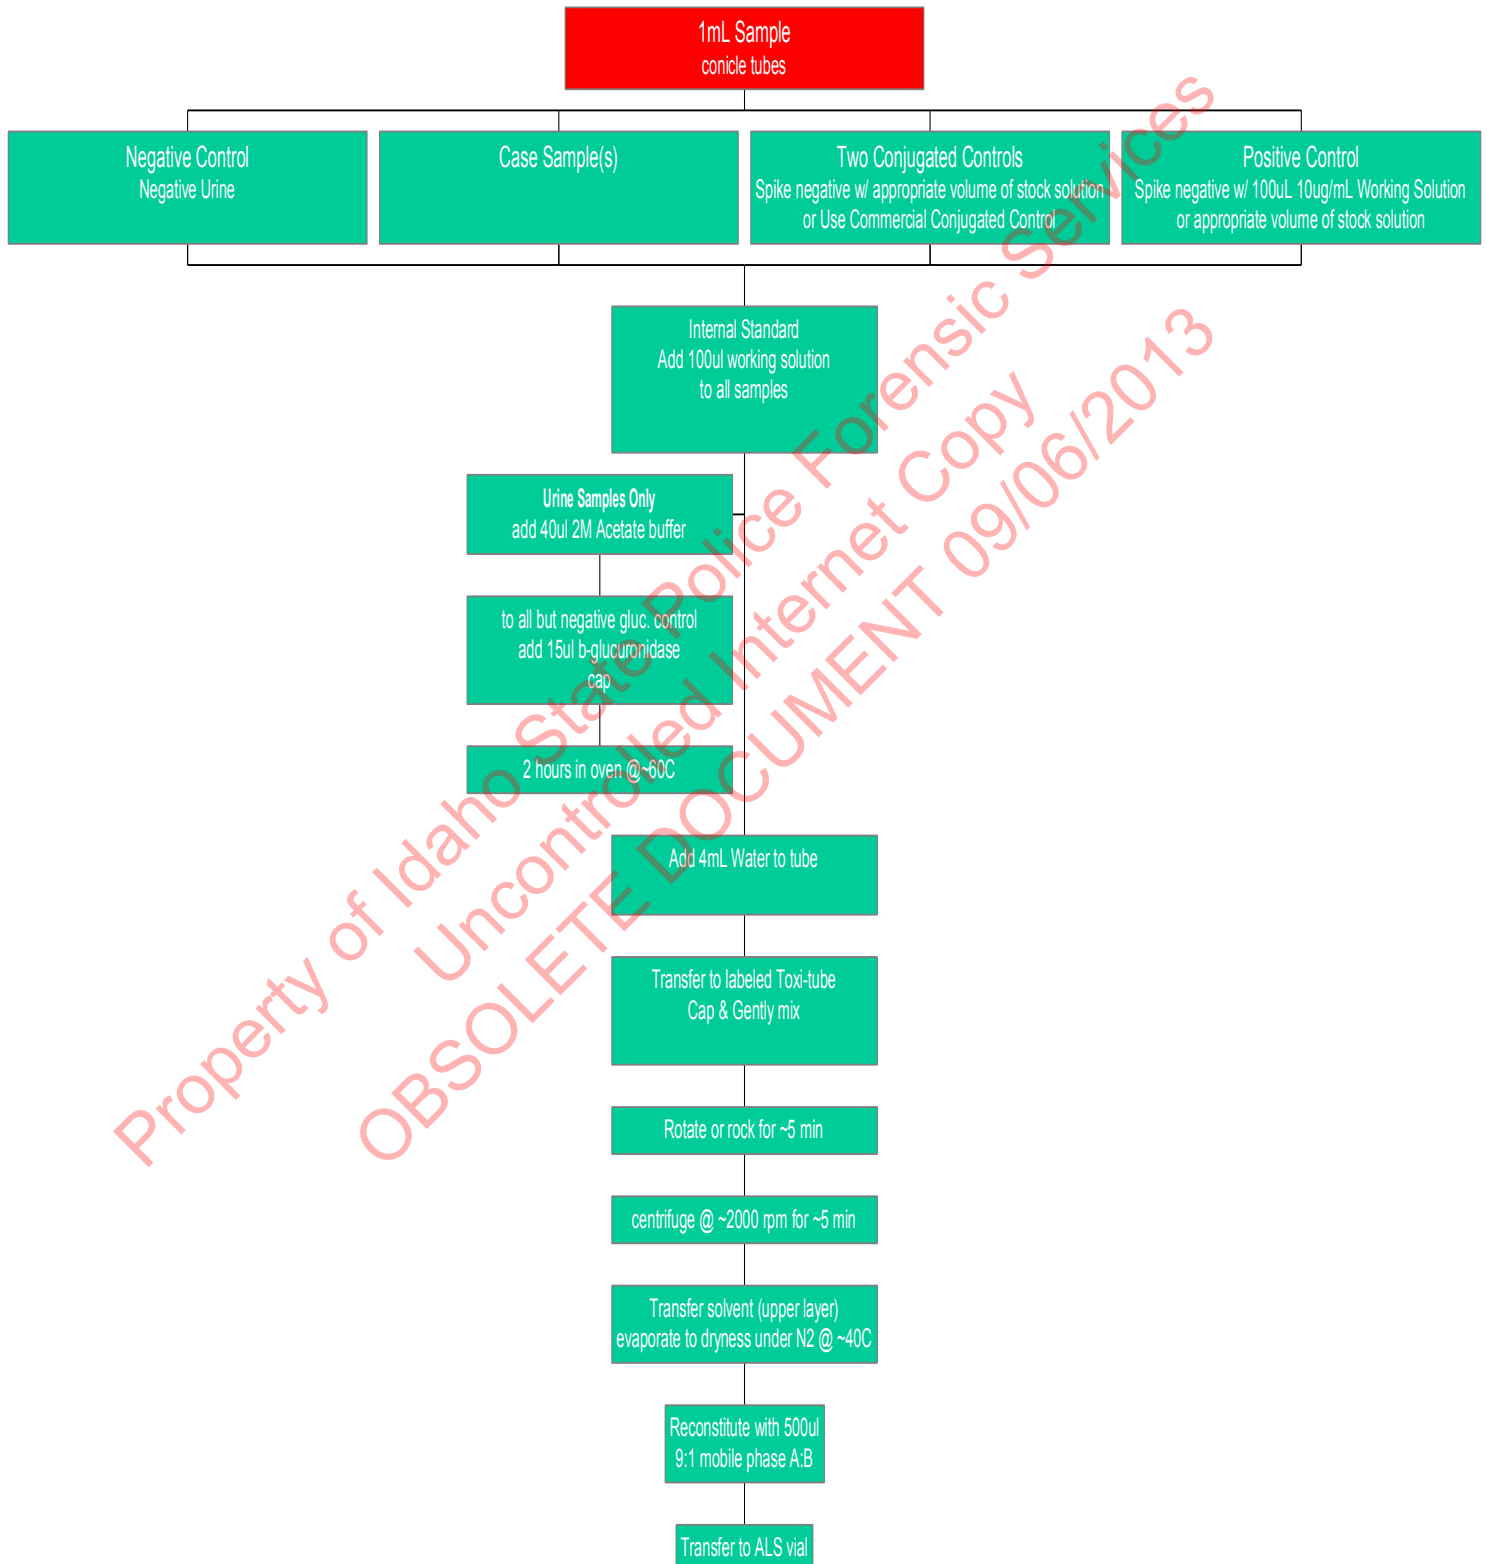 1mL Sample
conicle tubes
Negative Control
Negative Urine
Case Sample(s)
Two Conjugated Controls
Spike negative w/ appropriate volume of stock solution
or Use Commercial Conjugated Control
Positive Control
Spike negative w/ 100uL 10ug/mL Working Solution
or appropriate volume of stock solution
Internal Standard
Add 100ul working solution
to all samples
Urine Samples Only
add 40ul 2M Acetate buffer
to all but negative gluc. control
add 15ul b-glucuronidase
cap
2 hours in oven @~60C
Add 4mL Water to tube
Transfer to labeled Toxi-tube
Cap & Gently mix
Rotate or rock for ~5 min
centrifuge @ ~2000 rpm for ~5 min
Transfer solvent (upper layer)
evaporate to dryness under N2 @ ~40C
Reconstitute with 500ul
9:1 mobile phase A:B
Transfer to ALS vial
Property of Idaho State Police Forensic Services
Uncontrolled Internet Copy
OBSOLETE DOCUMENT 09/06/2013